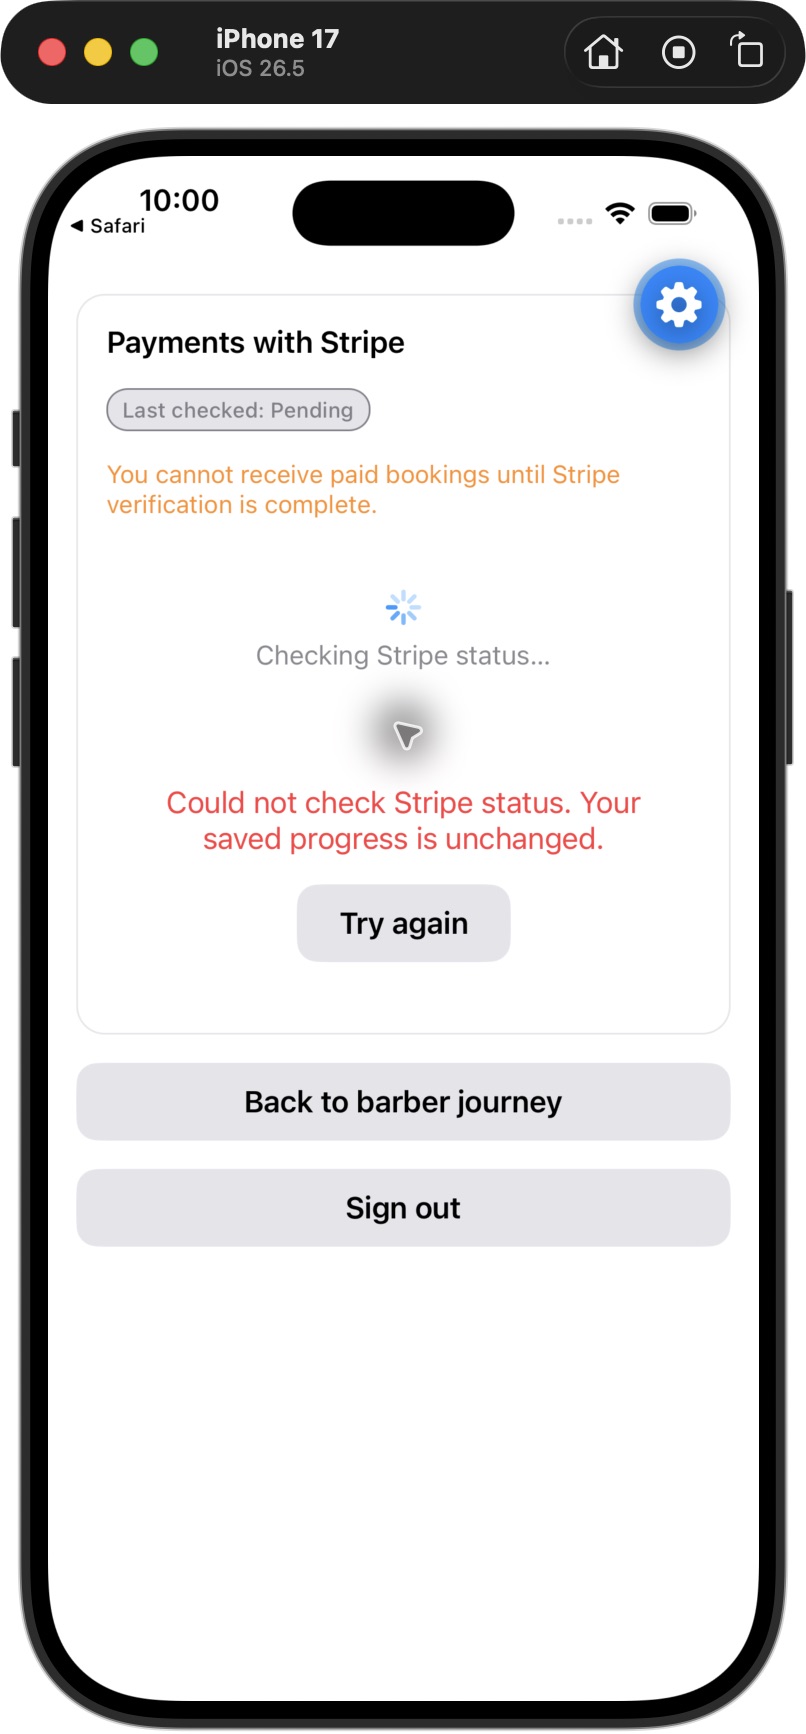 iPhone 17
iOS 26.5
10:00
◀ Safari
Payments with Stripe
Last checked: Pending
You cannot receive paid bookings until Stripe
verification is complete.
Checking Stripe status...
Could not check Stripe status. Your
saved progress is unchanged.
Try again
Back to barber journey
Sign out